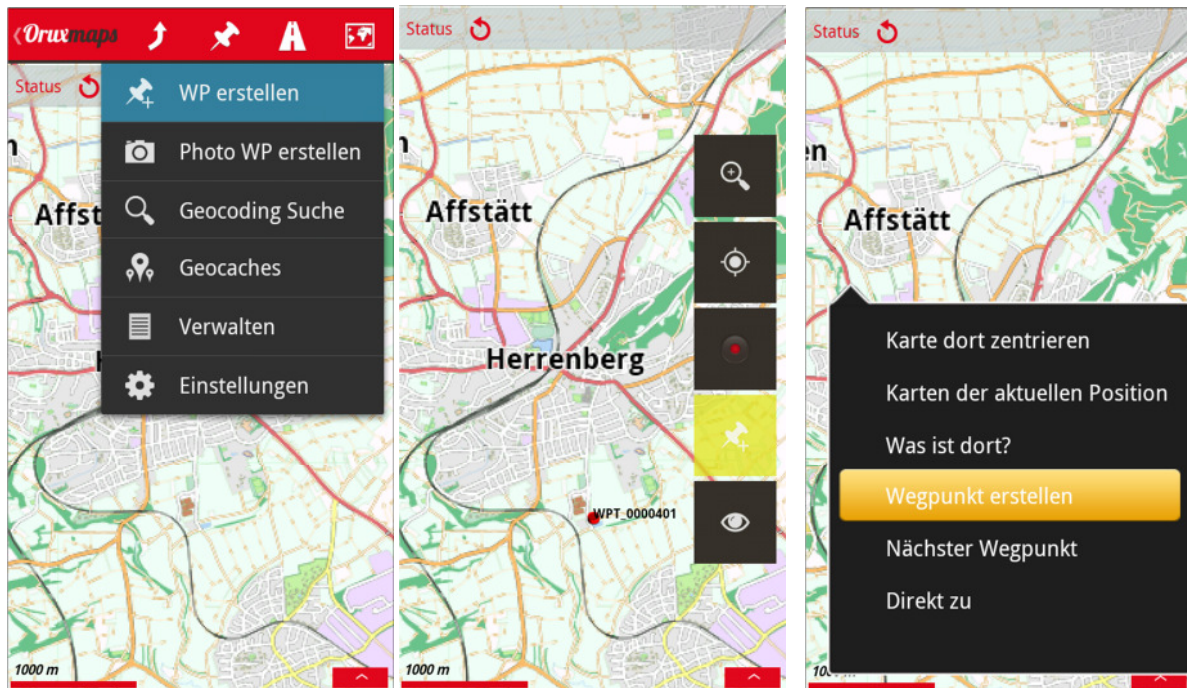 Oruxmaps
Status
WP erstellen
Photo WP erstellen
Geocoding Suche
Geocaches
Verwalten
Einstellungen
Affst
1000 m
Status
Affstätt
Herrenberg
WPT_0000401
1000 m
Status
en
Affstätt
Karte dort zentrieren
Karten der aktuellen Position
Was ist dort?
Wegpunkt erstellen
Nächster Wegpunkt
Direkt zu